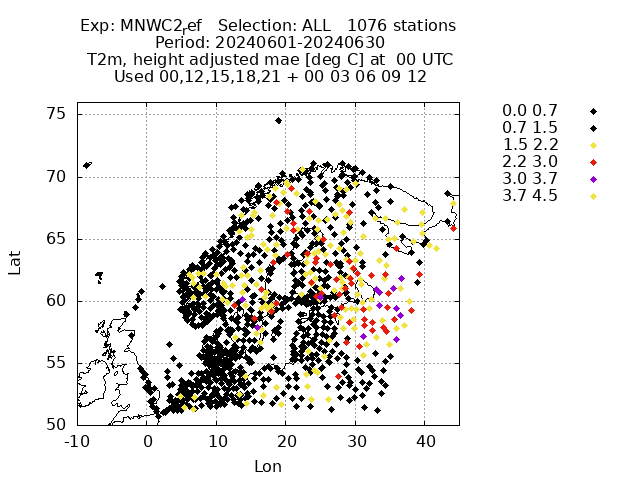 Exp: MNWC2ref   Selection: ALL   1076 stations
Period: 20240601-20240630
T2m, height adjusted mae [deg C] at  00 UTC
Used 00,12,15,18,21 + 00 03 06 09 12
0.0 0.7
0.7 1.5
1.5 2.2
2.2 3.0
3.0 3.7
3.7 4.5
75
70
65
60
55
50
Lat
-10 0 10 20 30 40
Lon